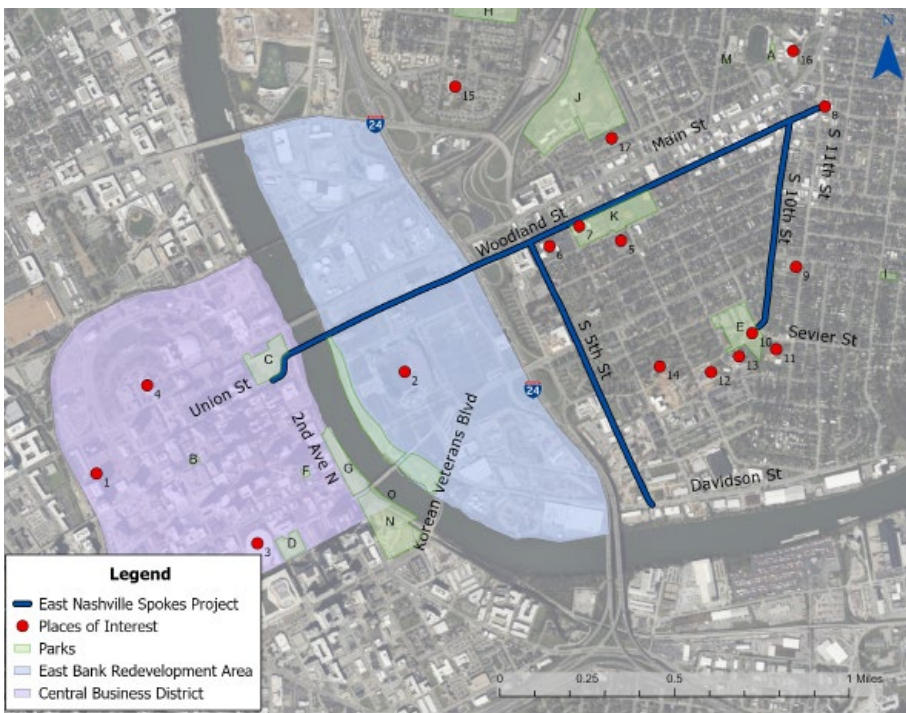 N
H
16
M
A
24
15
J
8
17
Main St
S 11th St
S 10th St
K
Woodland St
7
6
5
9
I
E
10
Sevier St
11
C
13
S 5th St
14
12
2
4
Union St
24
2nd Ave N
Korean Veterans Blvd
B
F
G
1
Davidson St
O
N
D
3
Legend
East Nashville Spokes Project
Places of Interest
Parks
East Bank Redevelopment Area
Central Business District
0 0.25 0.5 1 Miles